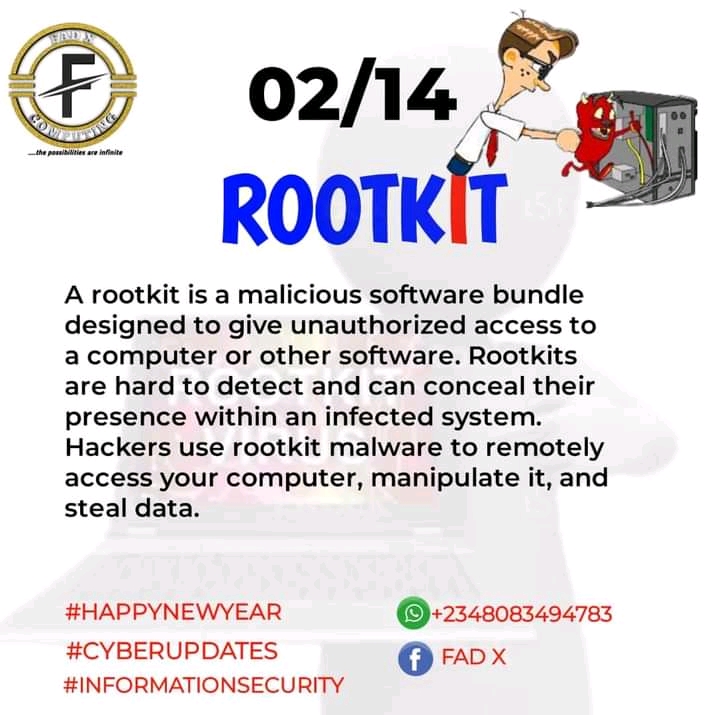 FAD X
F
COMPUTING
...the possibilities are infinite
02/14
ROOTKIT
A rootkit is a malicious software bundle
designed to give unauthorized access to
a computer or other software. Rootkits
are hard to detect and can conceal their
presence within an infected system.
Hackers use rootkit malware to remotely
access your computer, manipulate it, and
steal data.
ROOTKIT
VIRUS
#HAPPYNEWYEAR
#CYBERUPDATES
#INFORMATIONSECURITY
+2348083494783
f FAD X